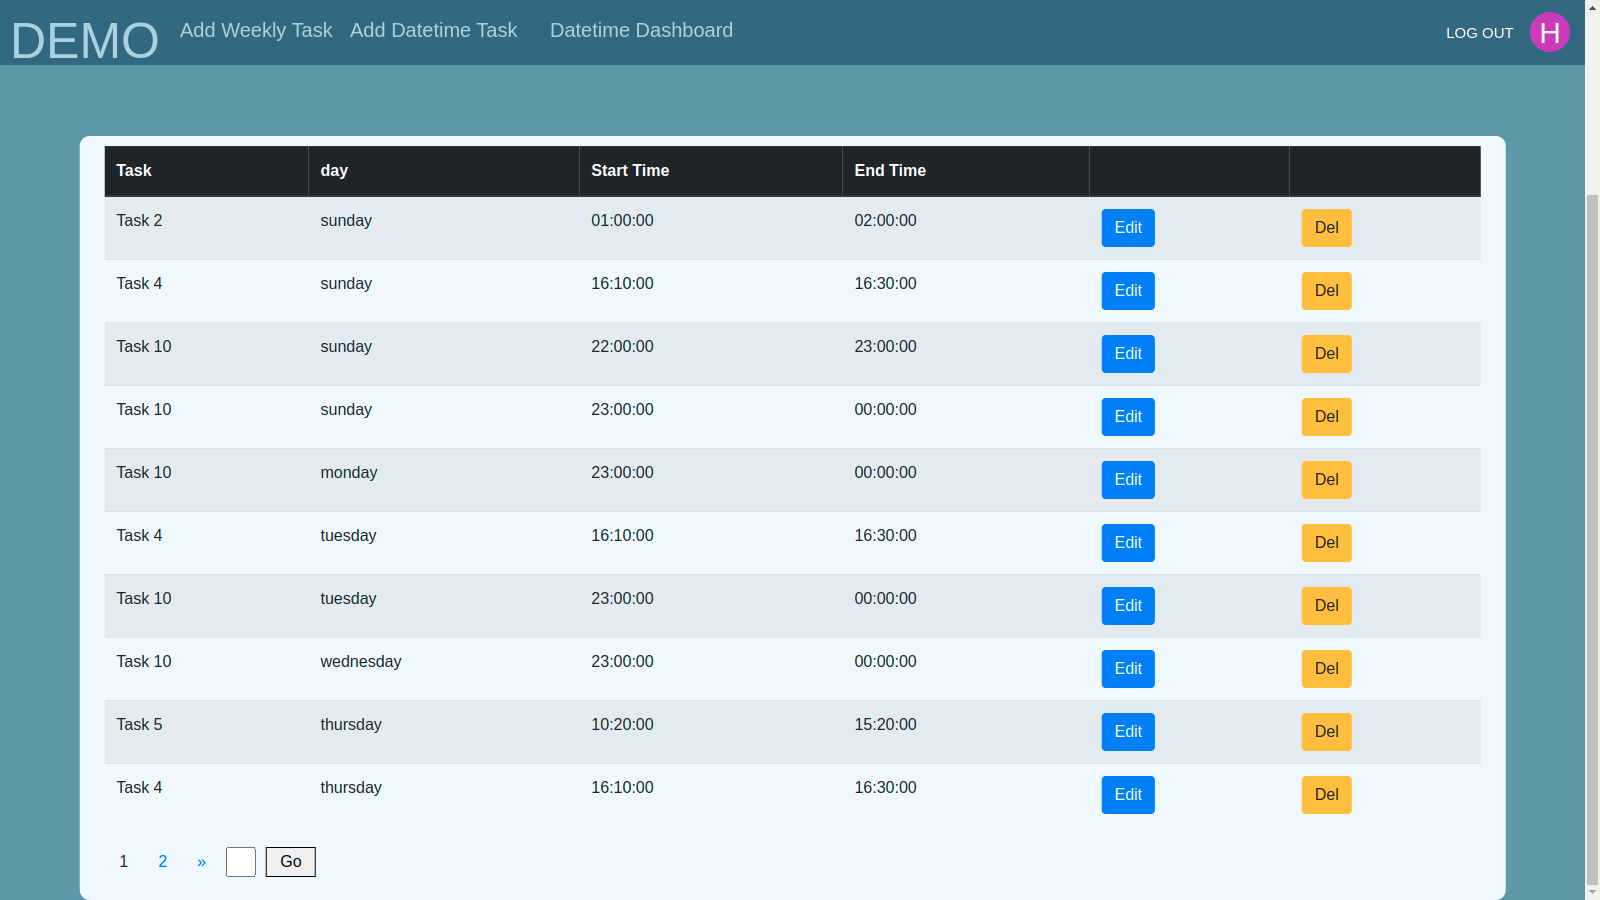 DEMO Add Weekly Task Add Datetime Task Datetime Dashboard LOG OUT H
Task day Start Time End Time
Task 2 sunday 01:00:00 02:00:00 Edit Del
Task 4 sunday 16:10:00 16:30:00 Edit Del
Task 10 sunday 22:00:00 23:00:00 Edit Del
Task 10 sunday 23:00:00 00:00:00 Edit Del
Task 10 monday 23:00:00 00:00:00 Edit Del
Task 4 tuesday 16:10:00 16:30:00 Edit Del
Task 10 tuesday 23:00:00 00:00:00 Edit Del
Task 10 wednesday 23:00:00 00:00:00 Edit Del
Task 5 thursday 10:20:00 15:20:00 Edit Del
Task 4 thursday 16:10:00 16:30:00 Edit Del
1 2 » Go